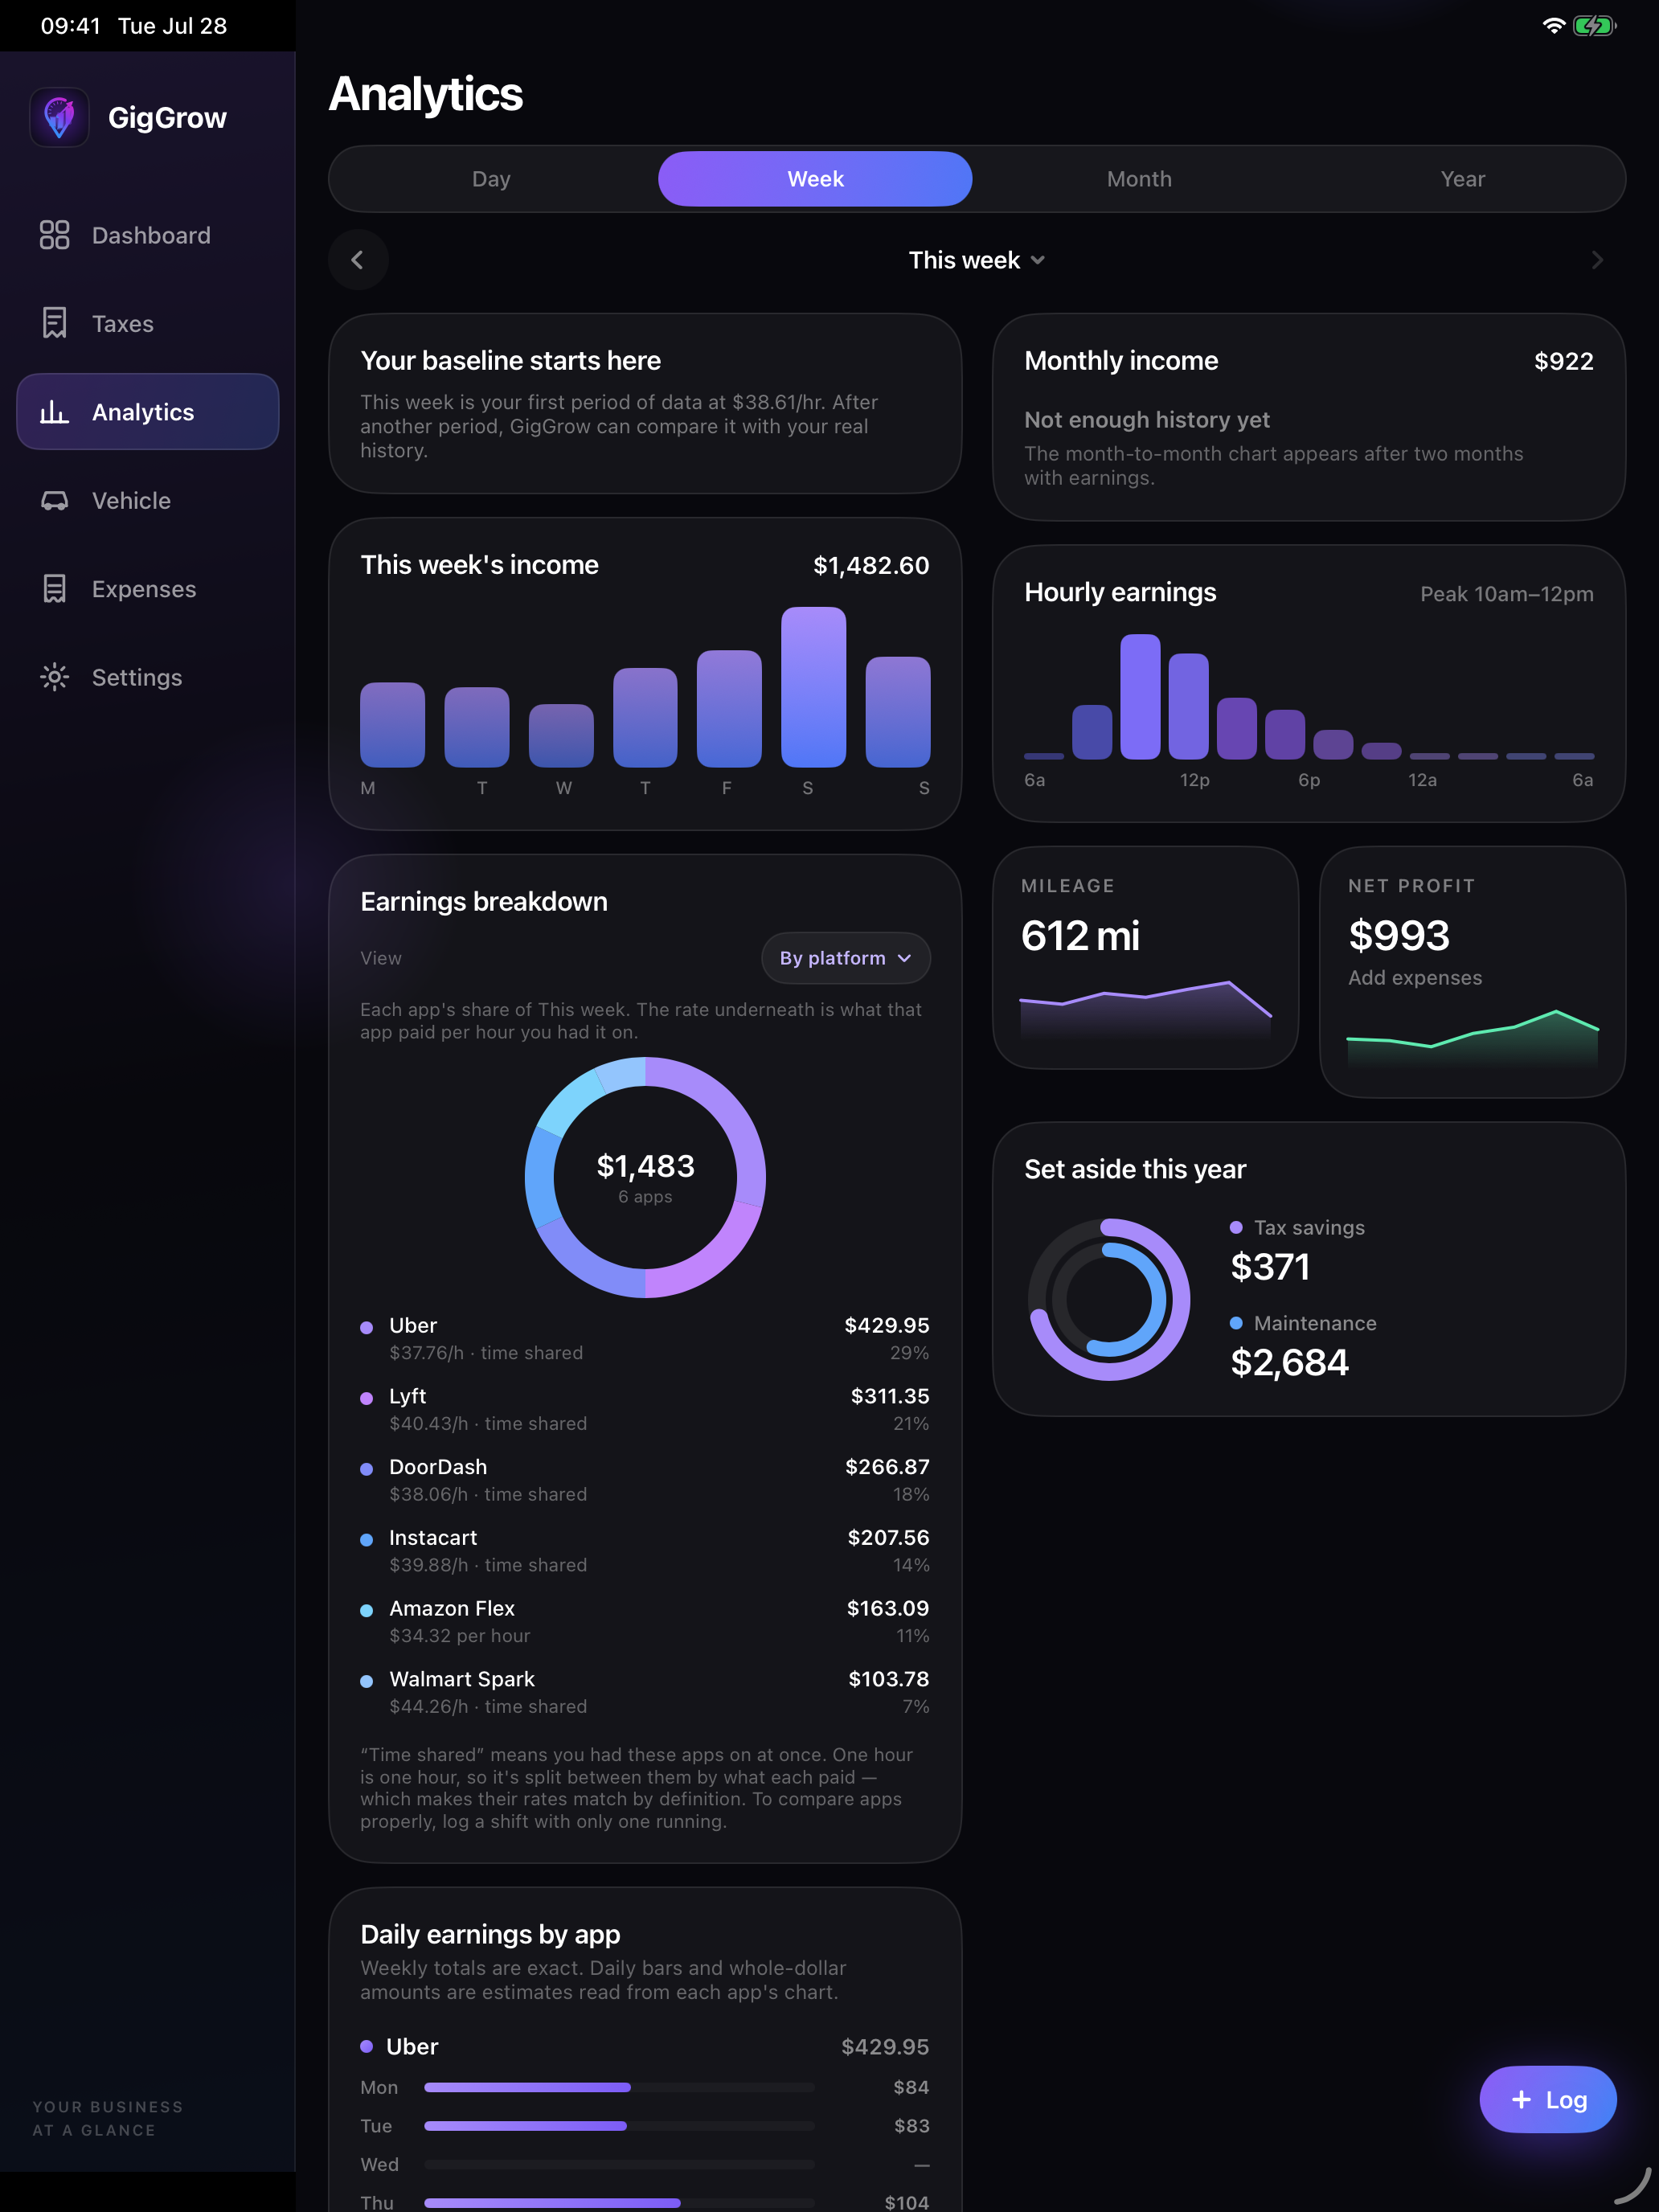 09:41 Tue Jul 28
GigGrow
Dashboard
Taxes
Analytics
Vehicle
Expenses
Settings
YOUR BUSINESS
AT A GLANCE
Analytics
Day Week Month Year
This week
Your baseline starts here
This week is your first period of data at $38.61/hr. After
another period, GigGrow can compare it with your real
history.
This week's income $1,482.60
M T W T F S S
Earnings breakdown
View By platform
Each app's share of This week. The rate underneath is what that
app paid per hour you had it on.
$1,483
6 apps
Uber $429.95
$37.76/h · time shared 29%
Lyft $311.35
$40.43/h · time shared 21%
DoorDash $266.87
$38.06/h · time shared 18%
Instacart $207.56
$39.88/h · time shared 14%
Amazon Flex $163.09
$34.32 per hour 11%
Walmart Spark $103.78
$44.26/h · time shared 7%
“Time shared” means you had these apps on at once. One hour
is one hour, so it's split between them by what each paid —
which makes their rates match by definition. To compare apps
properly, log a shift with only one running.
Daily earnings by app
Weekly totals are exact. Daily bars and whole-dollar
amounts are estimates read from each app's chart.
Uber $429.95
Mon $84
Tue $83
Wed —
Thu $104
Monthly income $922
Not enough history yet
The month-to-month chart appears after two months
with earnings.
Hourly earnings Peak 10am–12pm
6a 12p 6p 12a 6a
MILEAGE
612 mi
NET PROFIT
$993
Add expenses
Set aside this year
Tax savings
$371
Maintenance
$2,684
+ Log